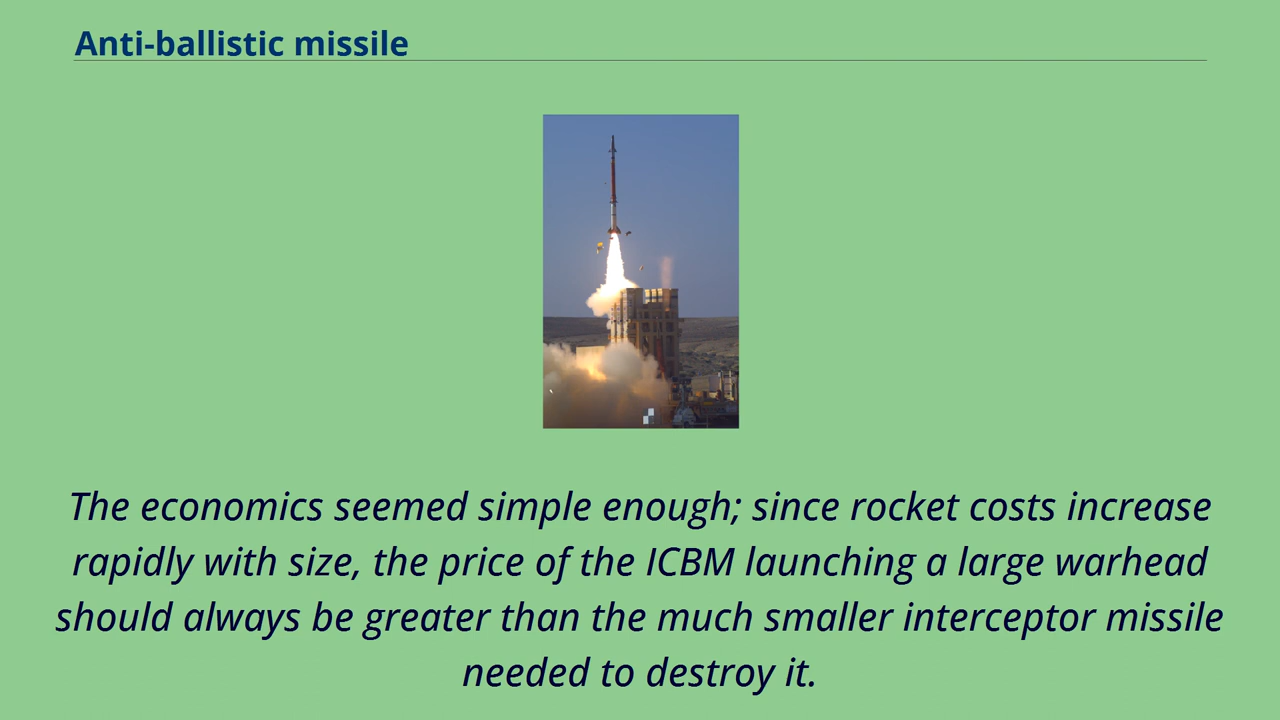 Anti-ballistic missile
The economics seemed simple enough; since rocket costs increase
rapidly with size, the price of the ICBM launching a large warhead
should always be greater than the much smaller interceptor missile
needed to destroy it.